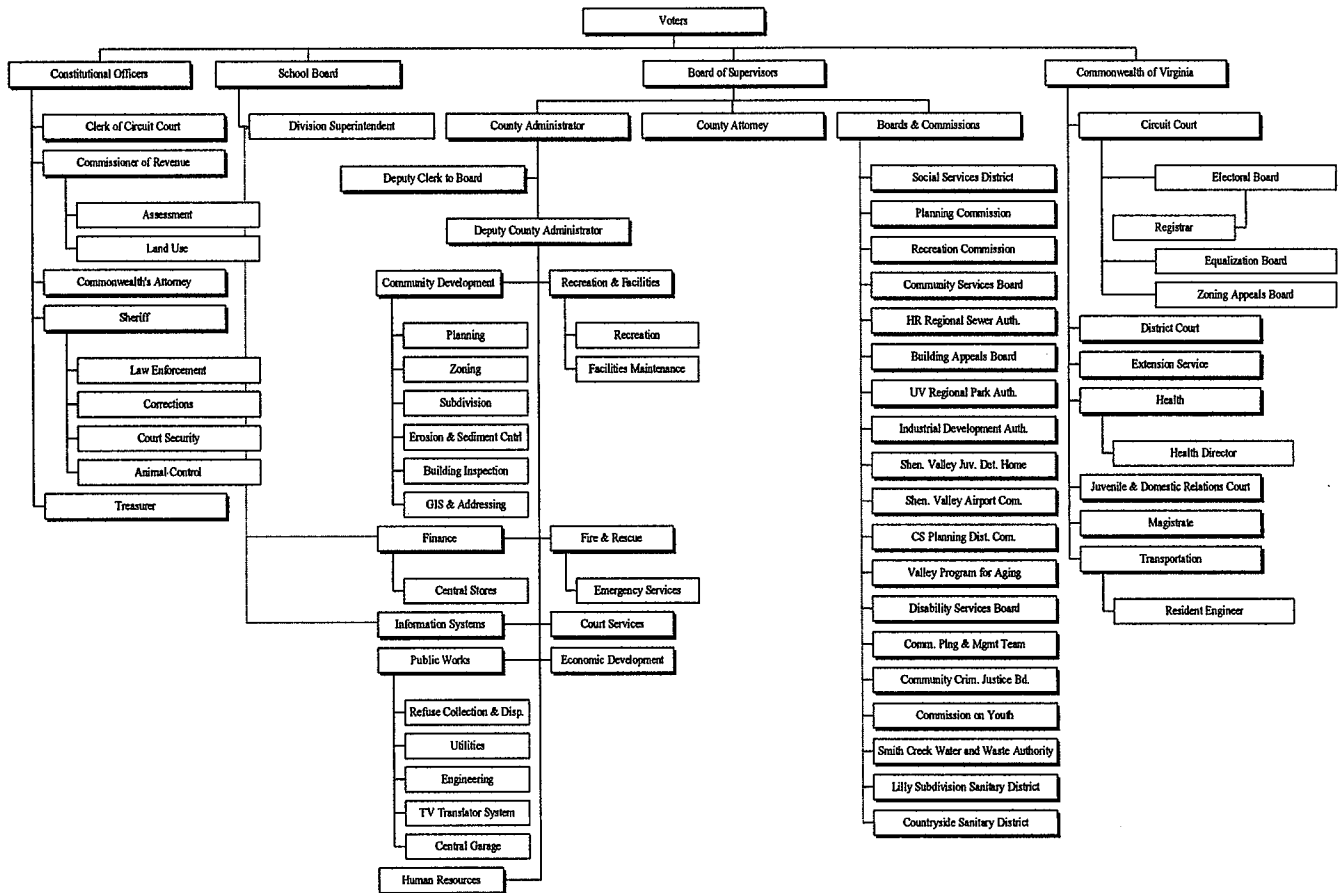 Voters
Constitutional Officers
School Board
Board of Supervisors
Commonwealth of Virginia
Clerk of Circuit Court
Division Superintendent
County Administrator
County Attorney
Boards & Commissions
Circuit Court
Commissioner of Revenue
Assessment
Land Use
Commonwealth's Attorney
Sheriff
Law Enforcement
Corrections
Court Security
Animal Control
Treasurer
Deputy Clerk to Board
Deputy County Administrator
Community Development
Recreation & Facilities
Planning
Zoning
Subdivision
Erosion & Sediment Cntrl
Building Inspection
GIS & Addressing
Recreation
Facilities Maintenance
Finance
Fire & Rescue
Central Stores
Emergency Services
Information Systems
Court Services
Public Works
Economic Development
Refuse Collection & Disp.
Utilities
Engineering
TV Translator System
Central Garage
Human Resources
Social Services District
Planning Commission
Recreation Commission
Community Services Board
HR Regional Sewer Auth.
Building Appeals Board
UV Regional Park Auth.
Industrial Development Auth.
Shen. Valley Juv. Det. Home
Shen. Valley Airport Com.
CS Planning Dist. Com.
Valley Program for Aging
Disability Services Board
Comm. Plng & Mgmt Team
Community Crim. Justice Bd.
Commission on Youth
Smith Creek Water and Waste Authority
Lilly Subdivision Sanitary District
Countryside Sanitary District
Electoral Board
Registrar
Equalization Board
Zoning Appeals Board
District Court
Extension Service
Health
Health Director
Juvenile & Domestic Relations Court
Magistrate
Transportation
Resident Engineer